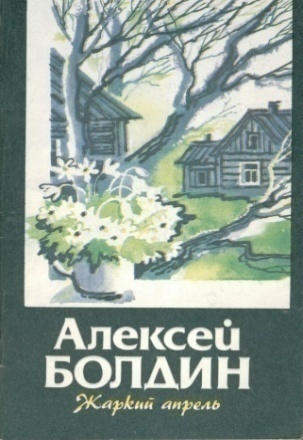 Алексей
БОЛДИН
Жаркий апрель